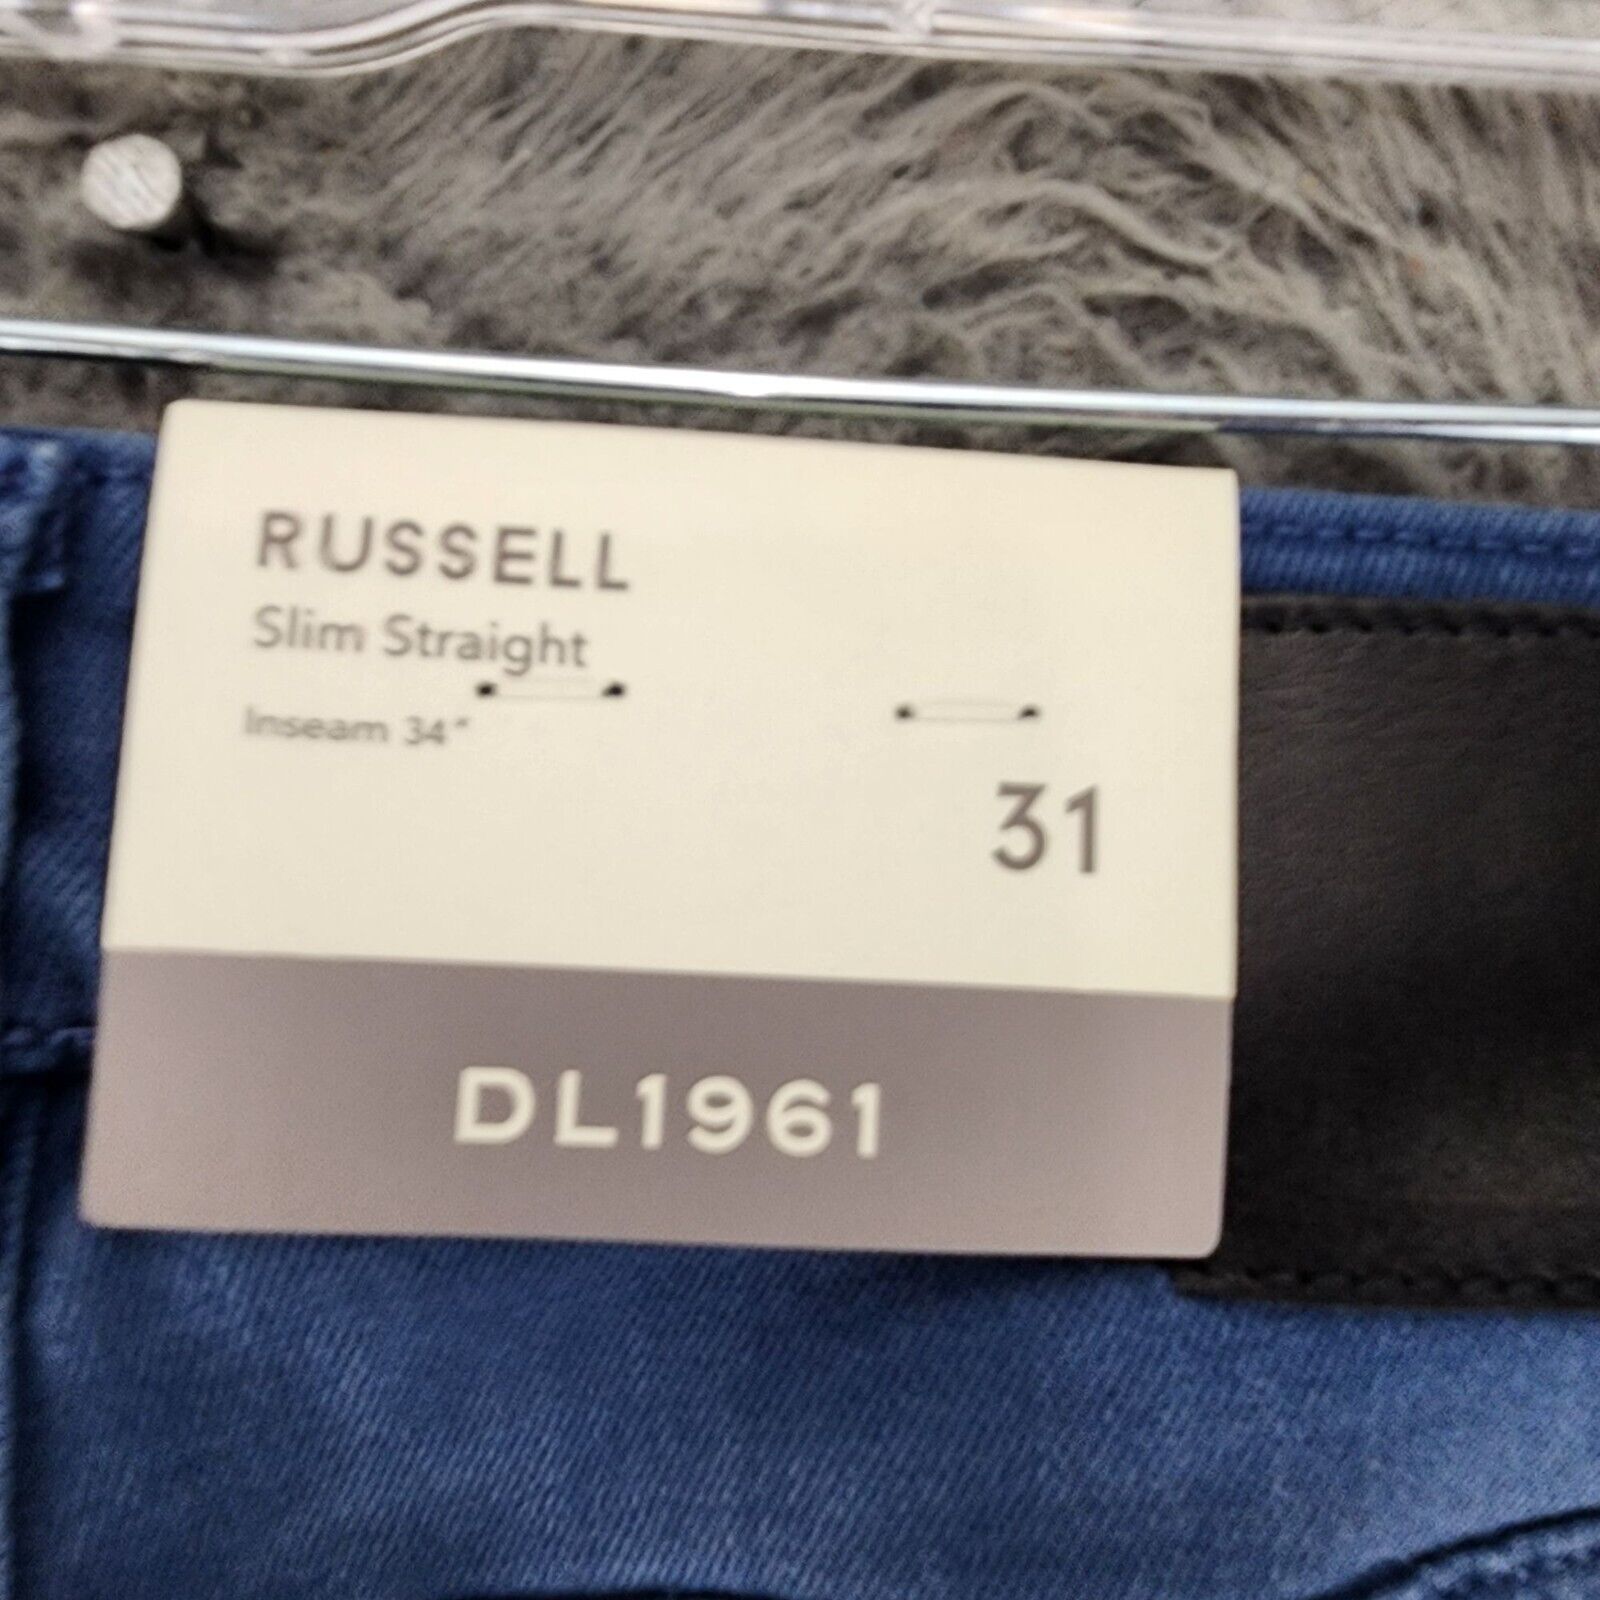 RUSSELL
Slim Straight
Inseam 34"
31
DL1961